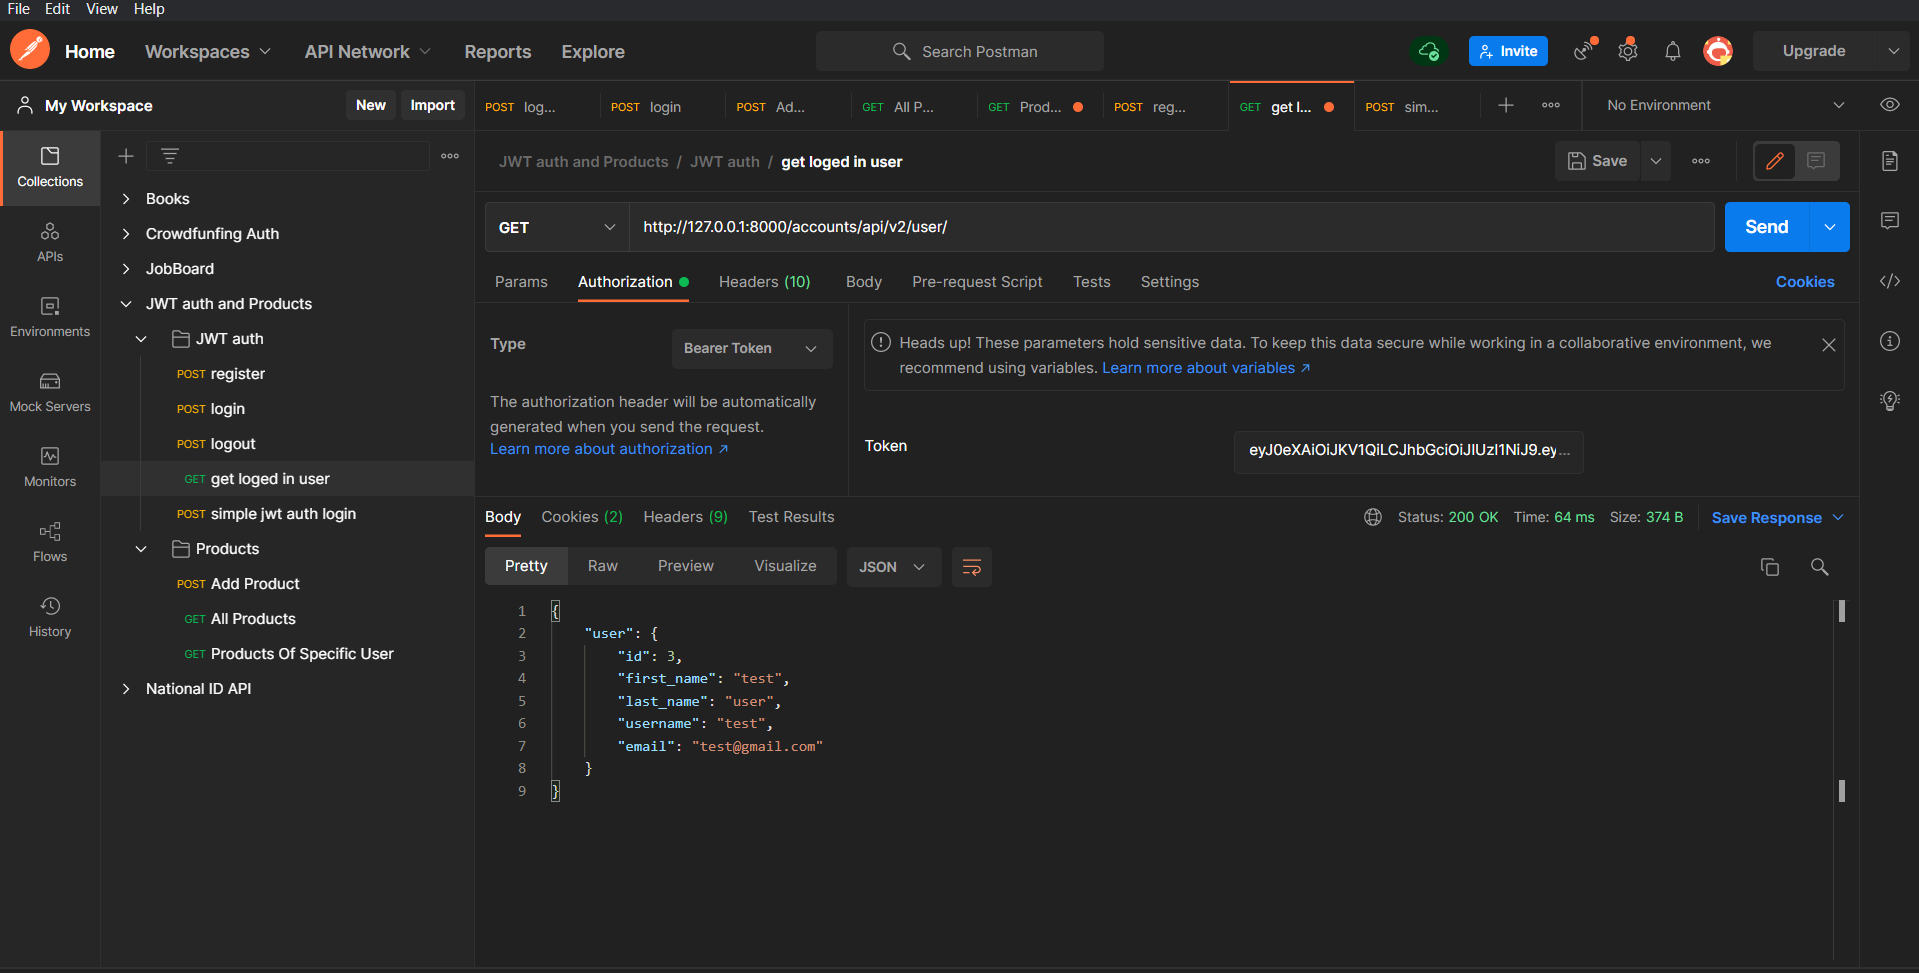 File Edit View Help
Home Workspaces API Network Reports Explore Search Postman Invite Upgrade
My Workspace New Import
POST log... POST login POST Ad... GET All P... GET Prod... POST reg... GET get l... POST sim... No Environment
Collections
APIs
Environments
Mock Servers
Monitors
Flows
History
Books
Crowdfunfing Auth
JobBoard
JWT auth and Products
JWT auth
POST register
POST login
POST logout
GET get loged in user
POST simple jwt auth login
Products
POST Add Product
GET All Products
GET Products Of Specific User
National ID API
JWT auth and Products / JWT auth / get loged in user Save
GET http://127.0.0.1:8000/accounts/api/v2/user/ Send
Params Authorization Headers (10) Body Pre-request Script Tests Settings Cookies
Type Bearer Token
The authorization header will be automatically
generated when you send the request.
Learn more about authorization ↗
Heads up! These parameters hold sensitive data. To keep this data secure while working in a collaborative environment, we
recommend using variables. Learn more about variables ↗
Token eyJ0eXAiOiJKV1QiLCJhbGciOiJIUzI1NiJ9.ey...
Body Cookies (2) Headers (9) Test Results Status: 200 OK Time: 64 ms Size: 374 B Save Response
Pretty Raw Preview Visualize JSON
1 {
2 "user": {
3 "id": 3,
4 "first_name": "test",
5 "last_name": "user",
6 "username": "test",
7 "email": "test@gmail.com"
8 }
9 }